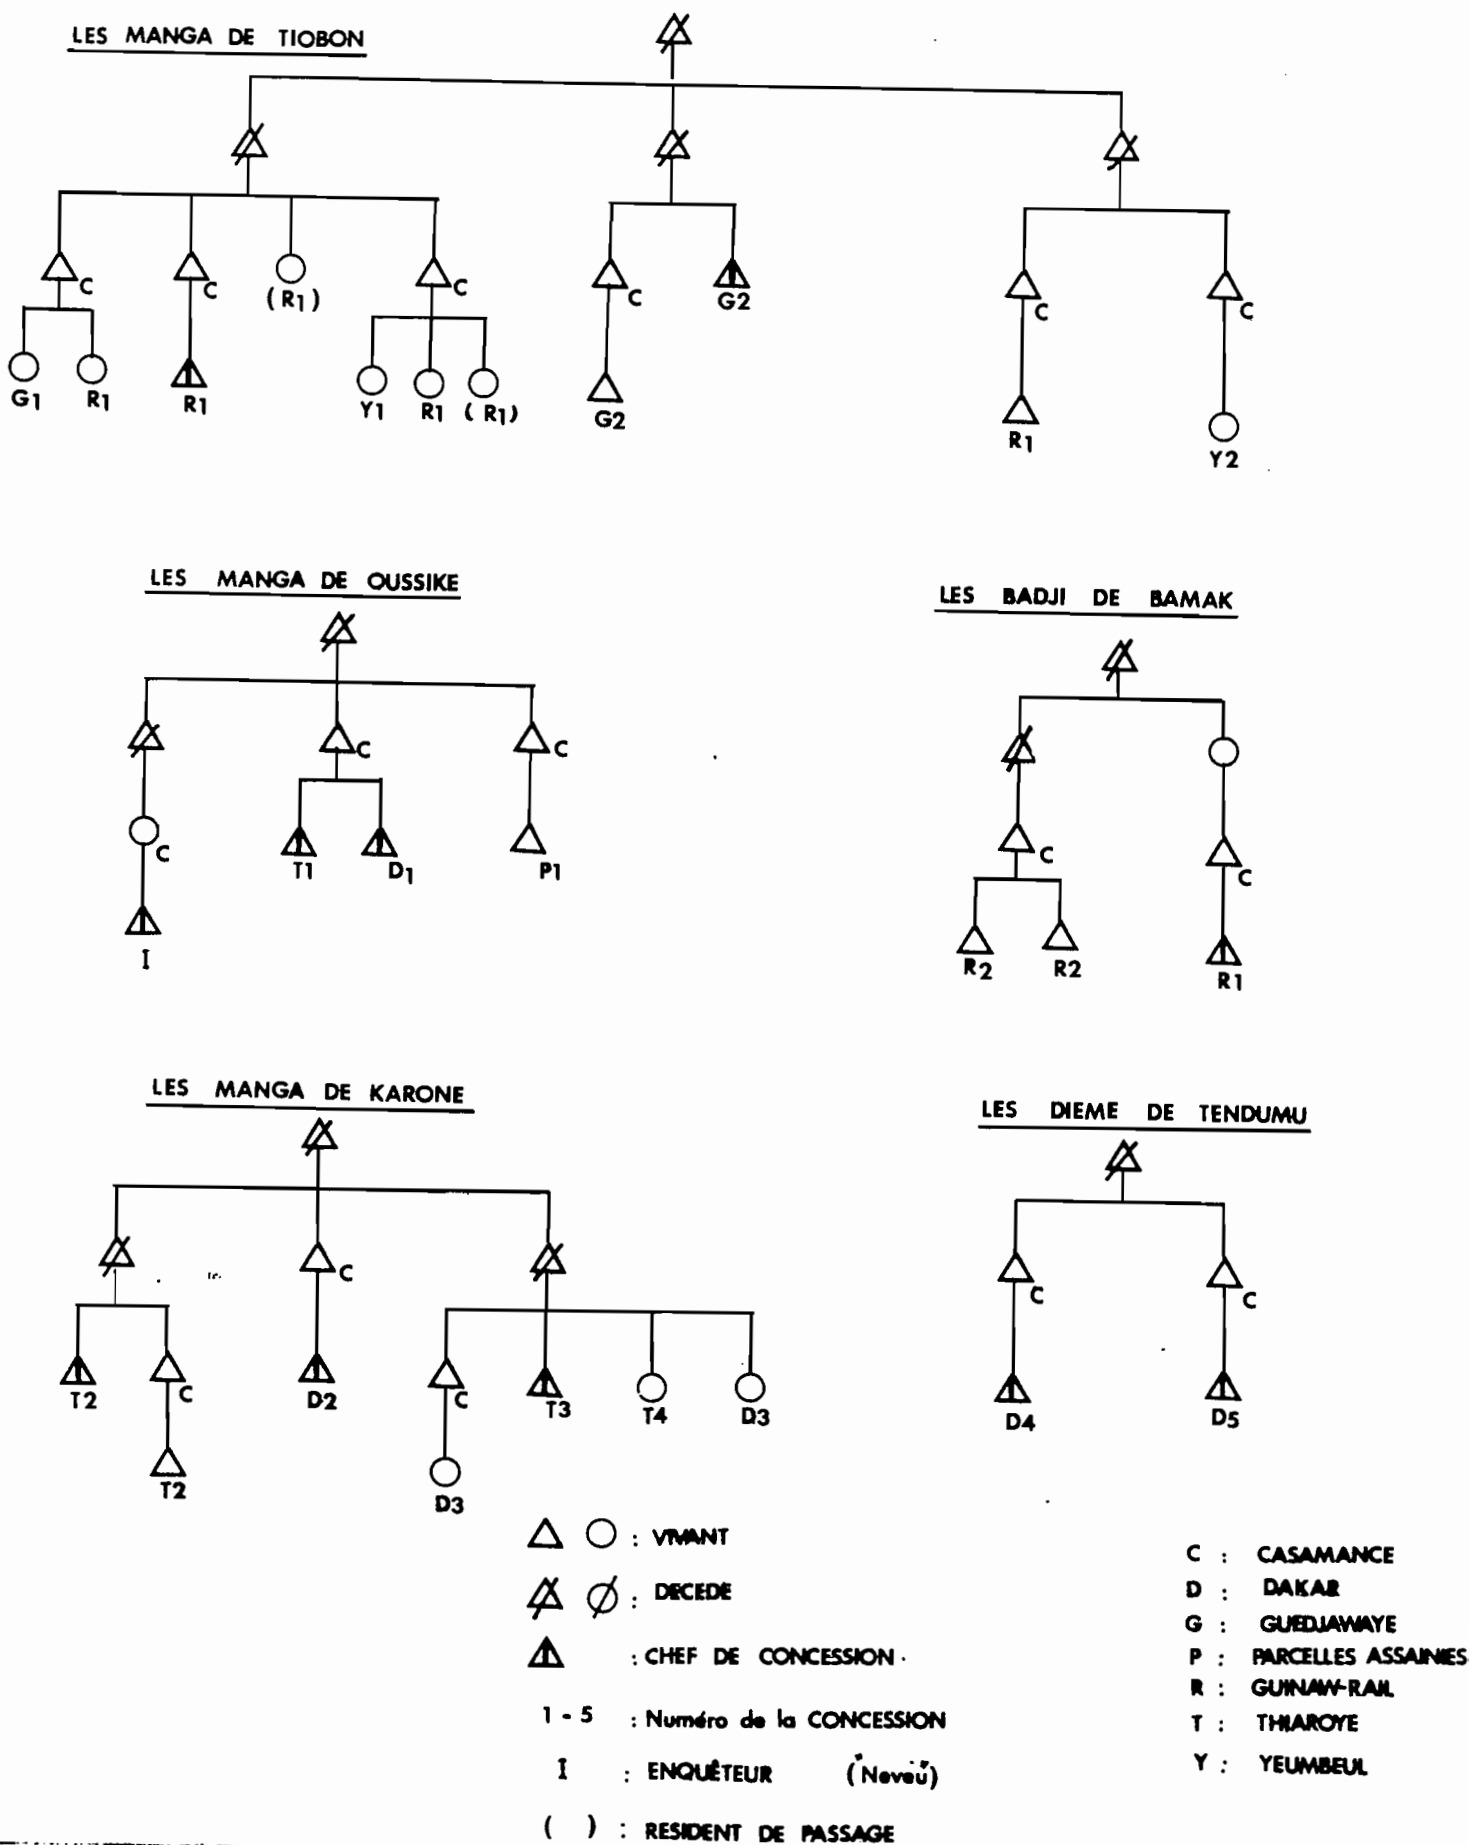 LES MANGA DE TIOBON
C C (R1) C C G2 C C
G1 R1 R1 Y1 R1 (R1) G2 R1 Y2
LES MANGA DE OUSSIKE
C C
C T1 D1 P1
I
LES BADJI DE BAMAK
C C
R2 R2 R1
LES MANGA DE KARONE
C
T2 C D2 C T3 T4 D3
T2 D3
LES DIEME DE TENDUMU
C C
D4 D5
: VIVANT
: DECEDE
: CHEF DE CONCESSION.
1 - 5 : Numéro de la CONCESSION
I : ENQUÊTEUR ("Neveu")
( ) : RESIDENT DE PASSAGE
C : CASAMANCE
D : DAKAR
G : GUEDJAWAYE
P : PARCELLES ASSAINIES
R : GUINAW-RAIL
T : THIAROYE
Y : YEUMBEUL